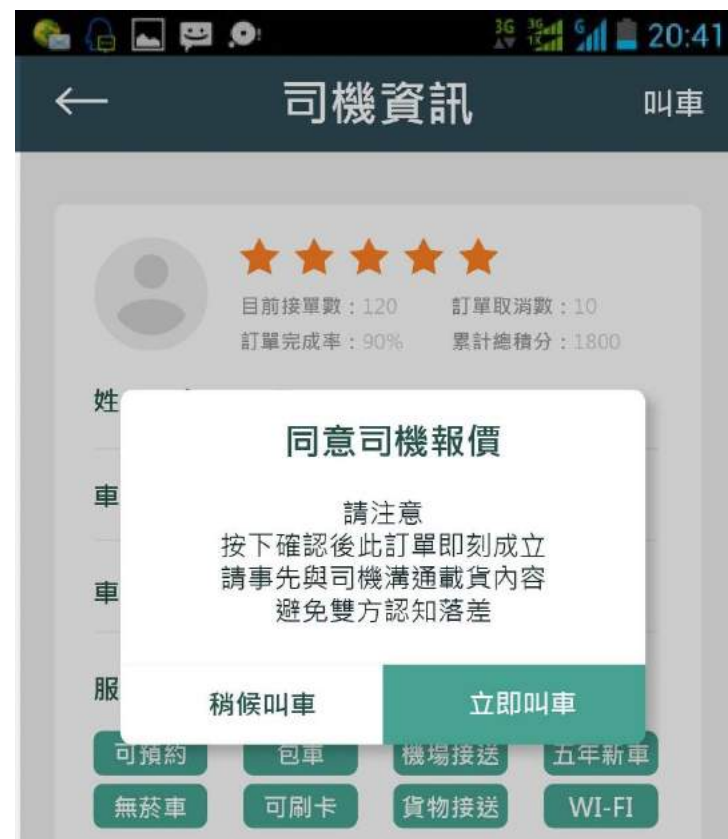 3G 3G 1X G 20:41
司機資訊 叫車
目前接單數：120 訂單取消數：10
訂單完成率：90% 累計總積分：1800
姓
同意司機報價
車
請注意
按下確認後此訂單即刻成立
請事先與司機溝通載貨內容
車
避免雙方認知落差
服
稍候叫車 立即叫車
可預約 包車 機場接送 五年新車
無菸車 可刷卡 貨物接送 WI-FI